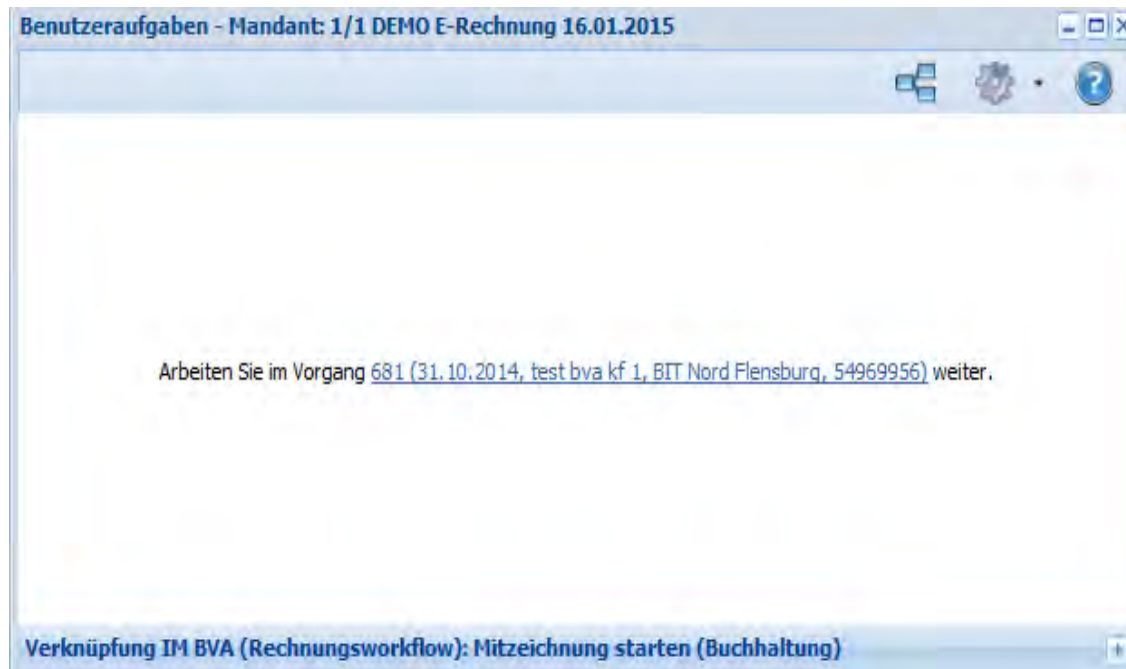 Benutzeraufgaben - Mandant: 1/1 DEMO E-Rechnung 16.01.2015
Arbeiten Sie im Vorgang 681 (31.10.2014, test bva kf 1, BIT Nord Flensburg, 54969956) weiter.
Verknüpfung IM BVA (Rechnungsworkflow): Mitzeichnung starten (Buchhaltung)